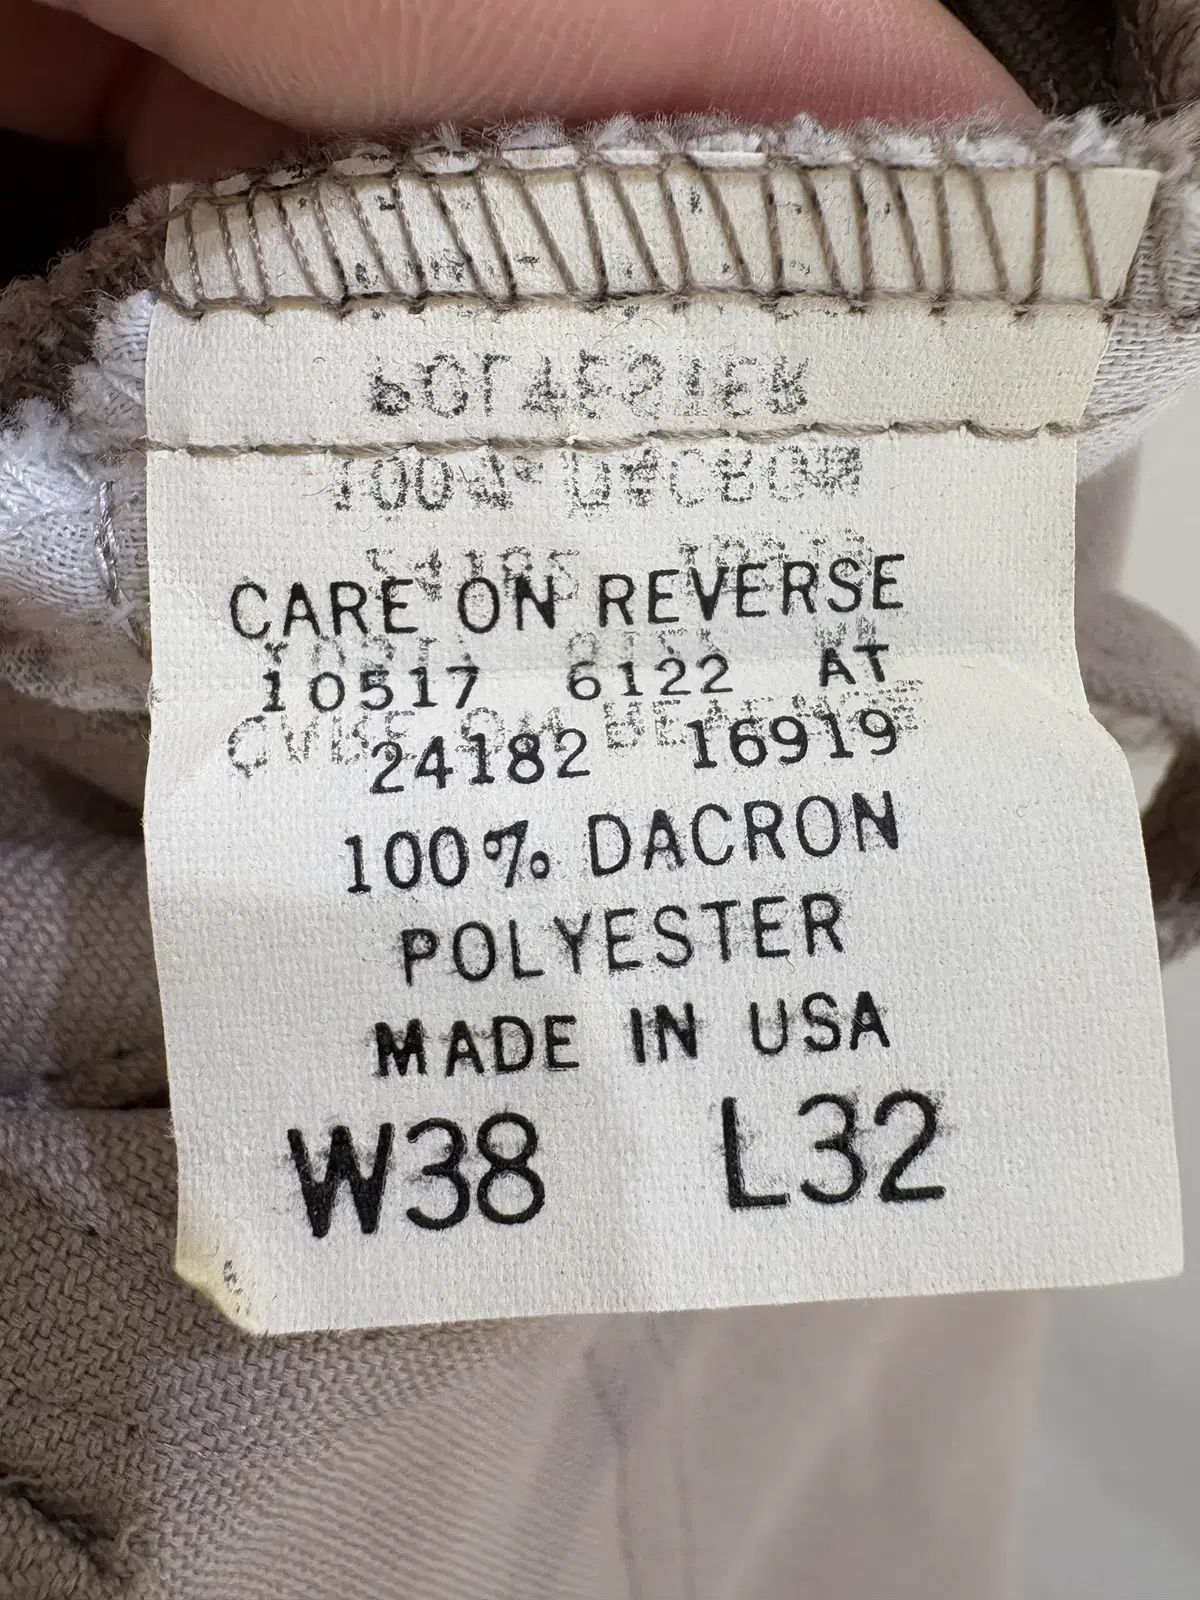 CARE ON REVERSE
10517 6122 AT
24182 16919
100% DACRON
POLYESTER
MADE IN USA
W38 L32